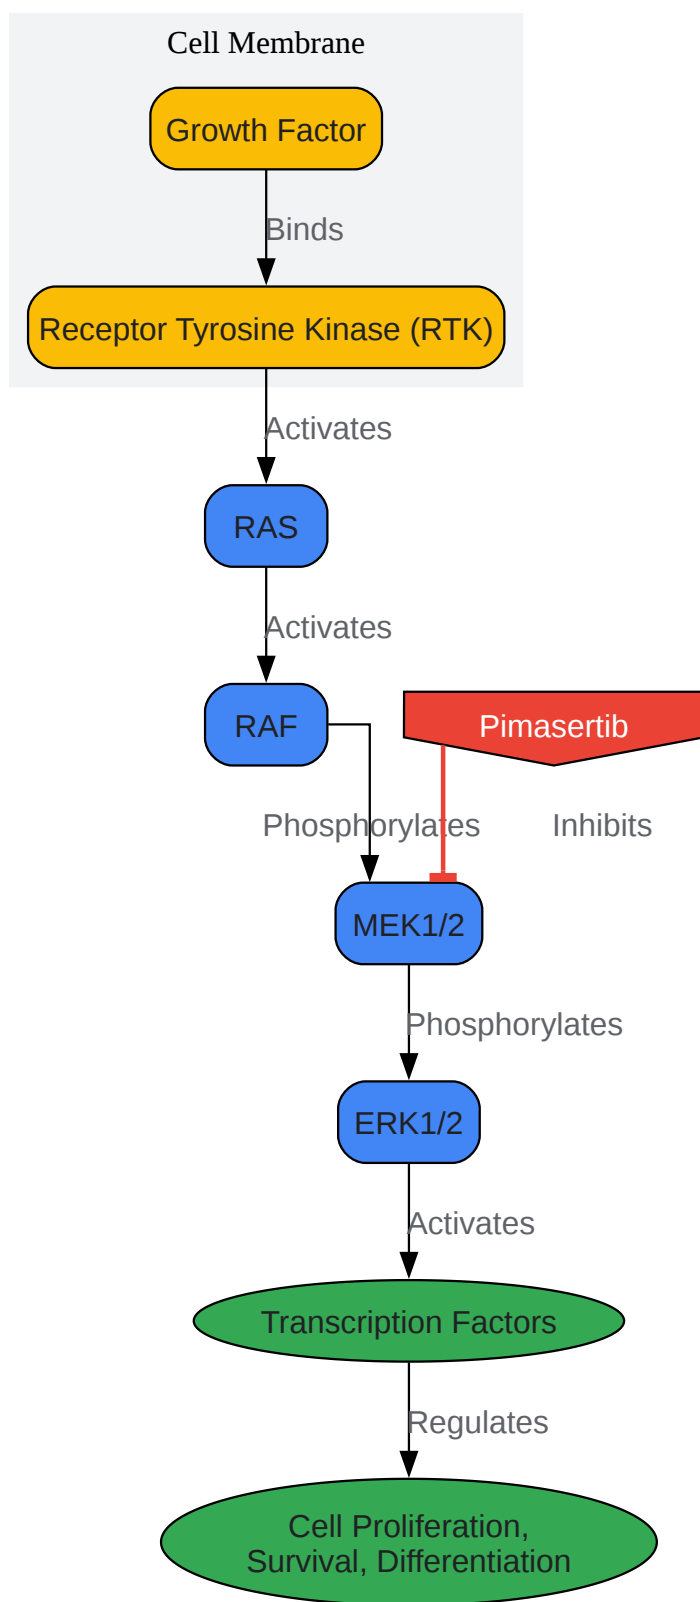 Cell Membrane
Growth Factor
Binds
Receptor Tyrosine Kinase (RTK)
Activates
RAS
Activates
RAF
Pimasertib
Phosphorylates
Inhibits
MEK1/2
Phosphorylates
ERK1/2
Activates
Transcription Factors
Regulates
Cell Proliferation,
Survival, Differentiation